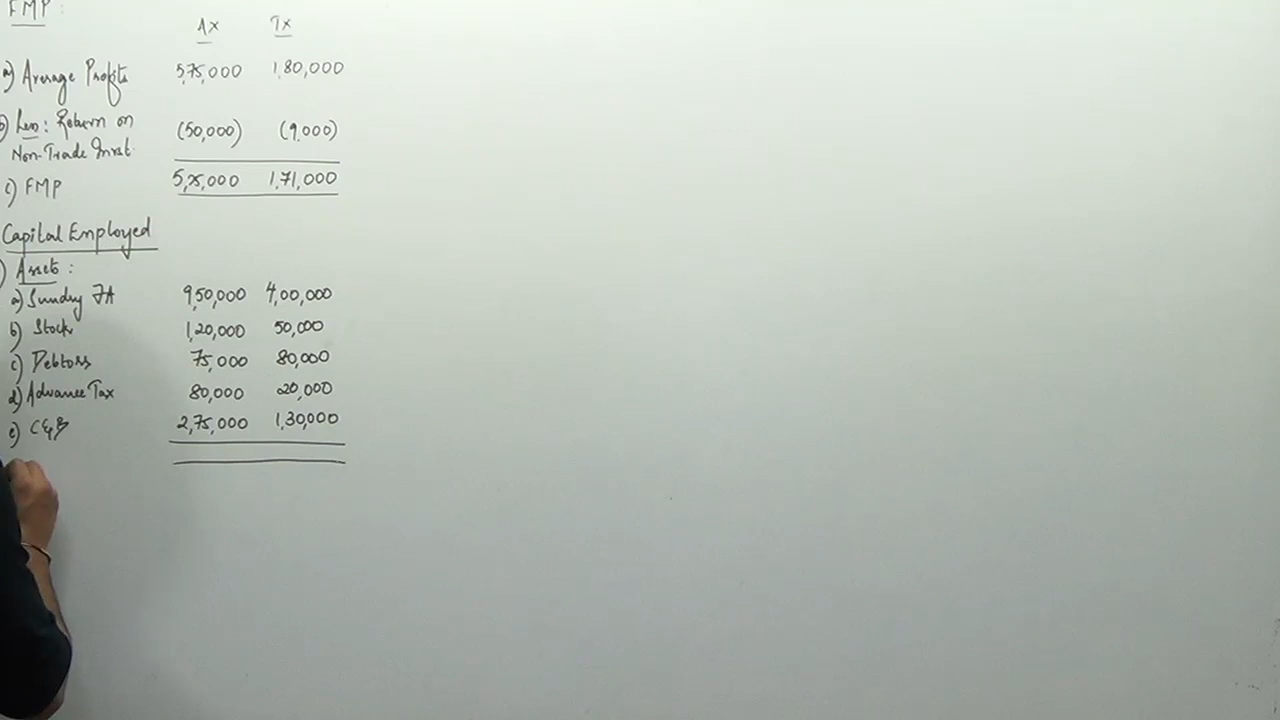 FMP:
Ax Tx
a) Average Profits 5,75,000 1,80,000
b) Less: Return on (50,000) (9,000)
Non-Trade Invst.
c) FMP 5,25,000 1,71,000
Capital Employed
) Assets:
a) Sundry FA 9,50,000 4,00,000
b) Stock 1,20,000 50,000
c) Debtors 75,000 80,000
d) Advance Tax 80,000 20,000
e) C&B 2,75,000 1,30,000